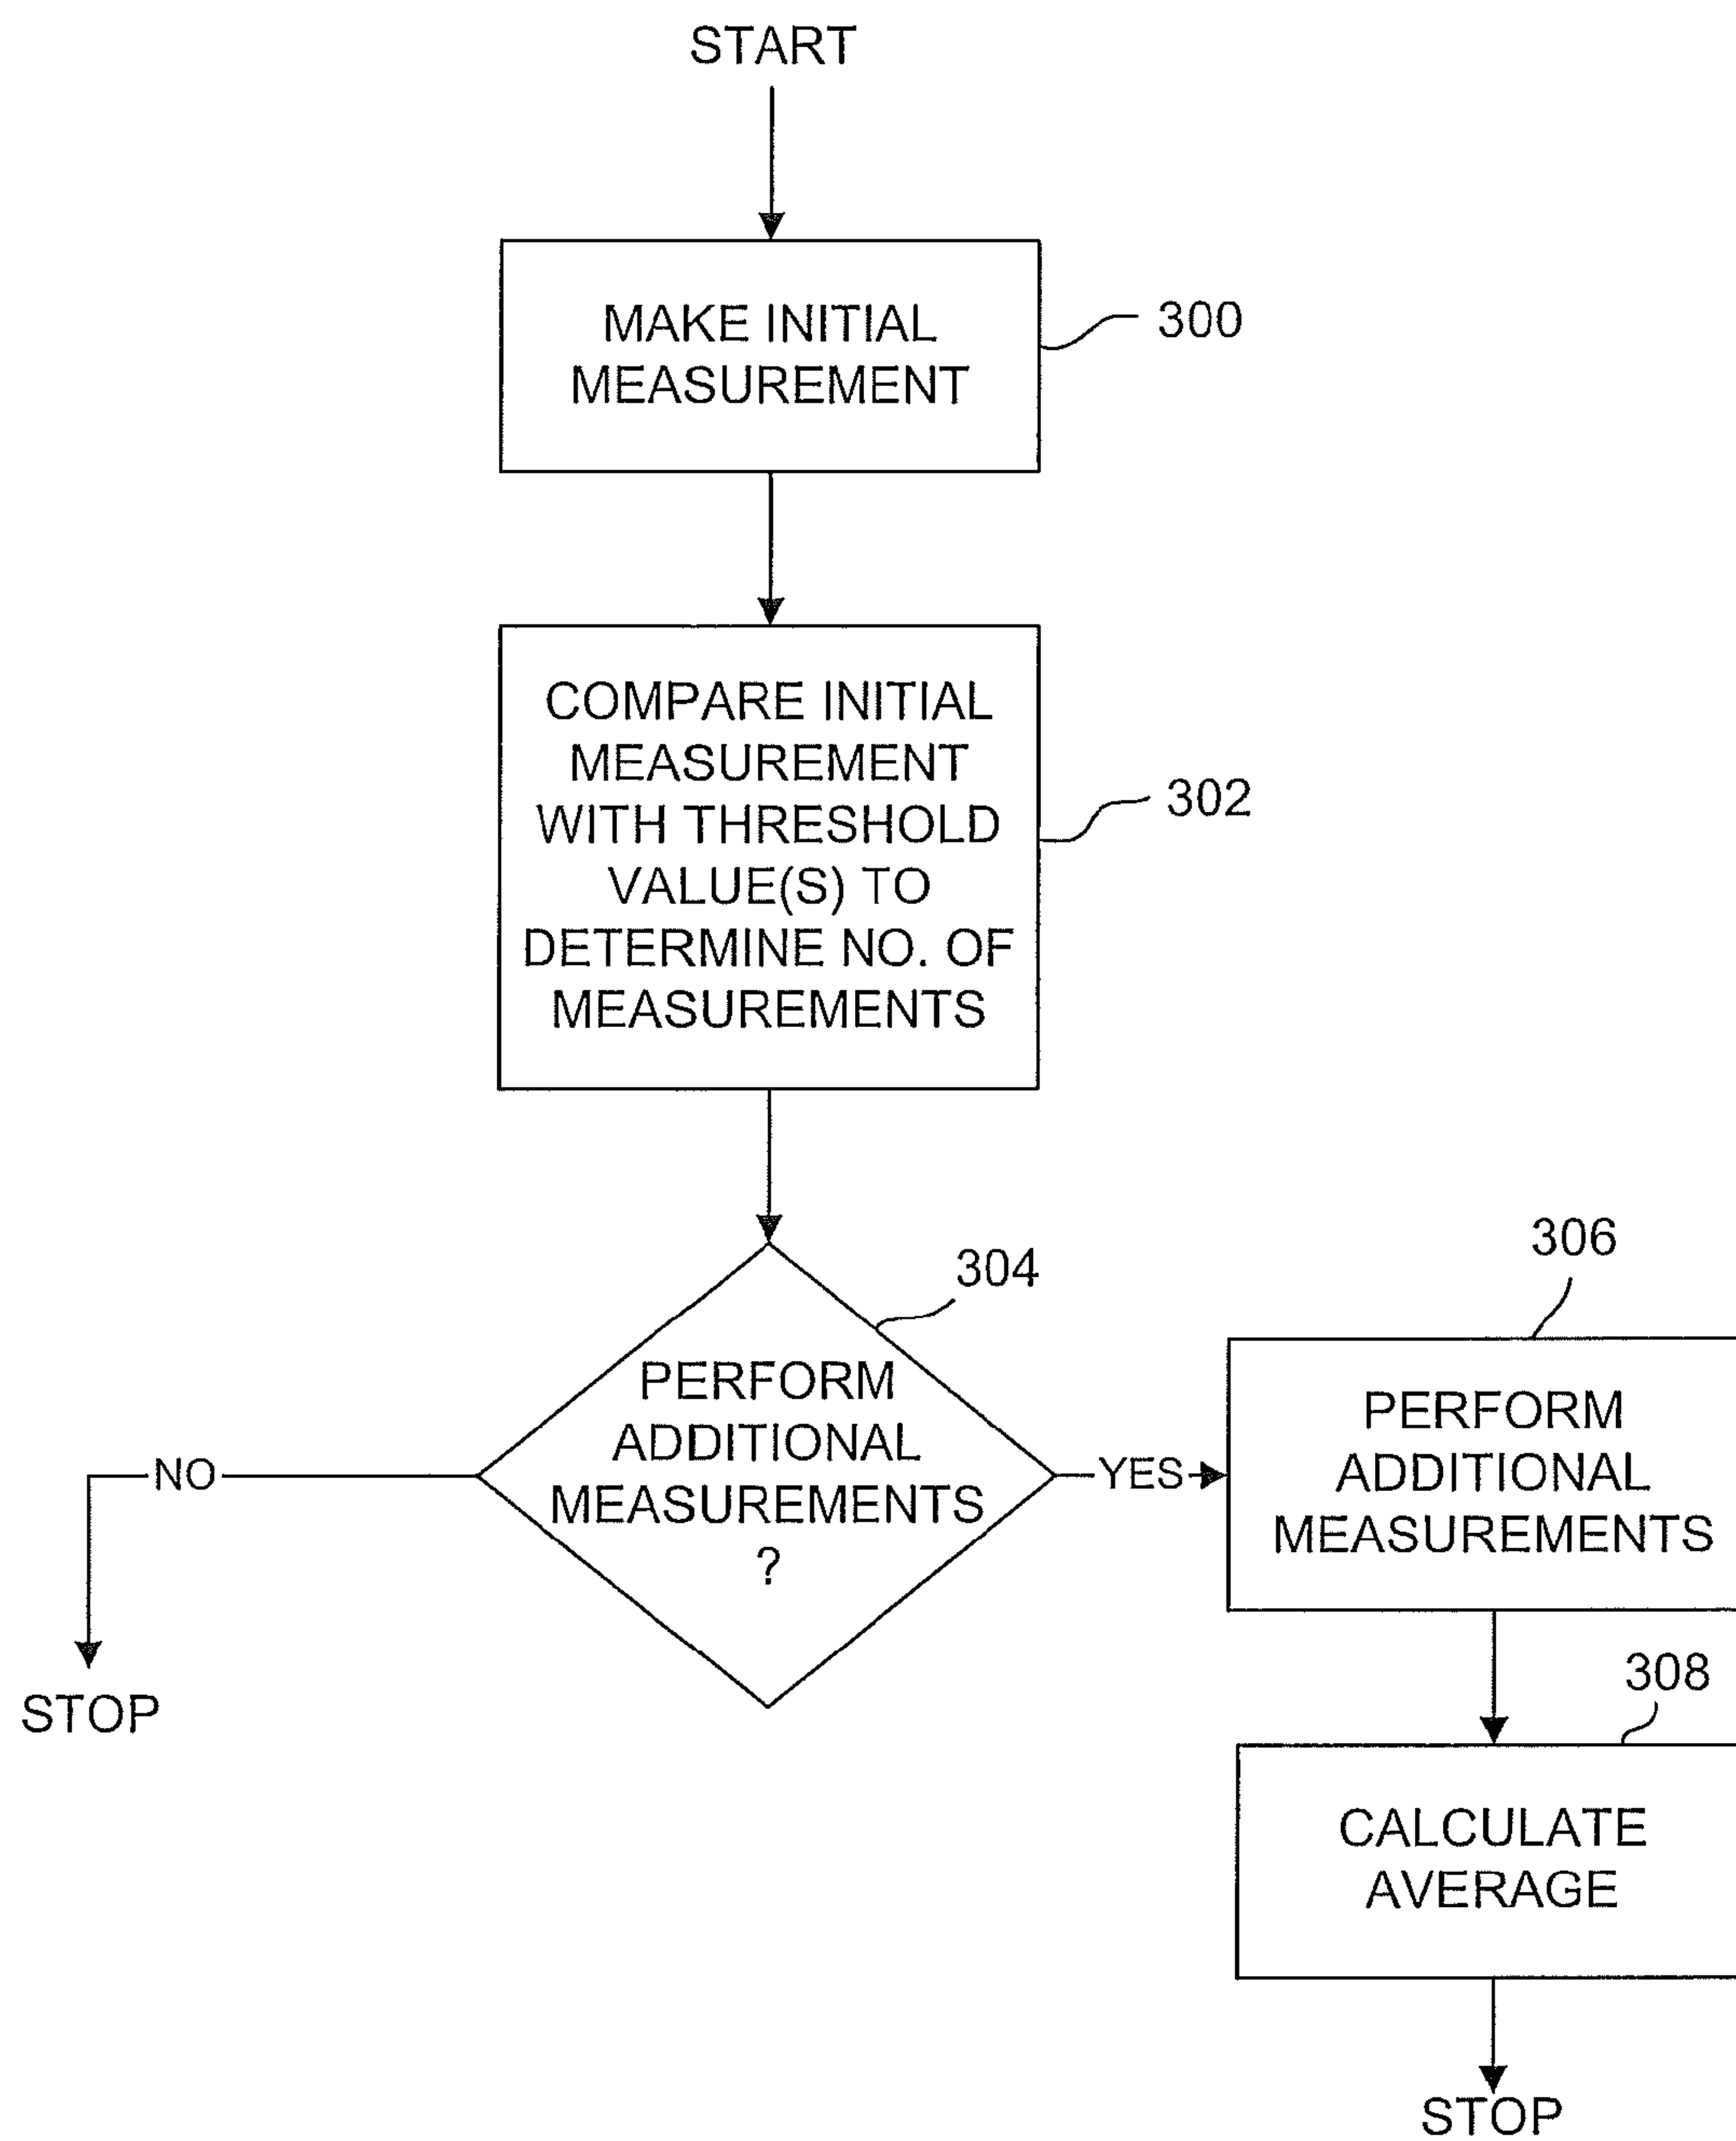 START
MAKE INITIAL
MEASUREMENT
300
COMPARE INITIAL
MEASUREMENT
WITH THRESHOLD
VALUE(S) TO
DETERMINE NO. OF
MEASUREMENTS
302
304
PERFORM
ADDITIONAL
MEASUREMENTS
?
NO
STOP
YES
306
PERFORM
ADDITIONAL
MEASUREMENTS
308
CALCULATE
AVERAGE
STOP